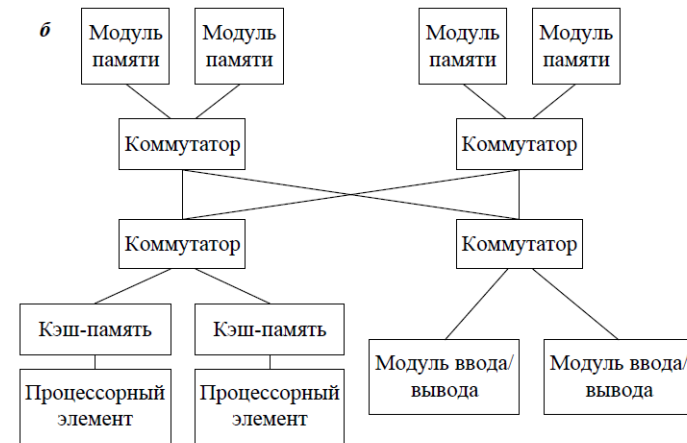 б
Модуль
памяти
Модуль
памяти
Модуль
памяти
Модуль
памяти
Коммутатор
Коммутатор
Коммутатор
Коммутатор
Кэш-память
Кэш-память
Модуль ввода/
вывода
Модуль ввода/
вывода
Процессорный
элемент
Процессорный
элемент